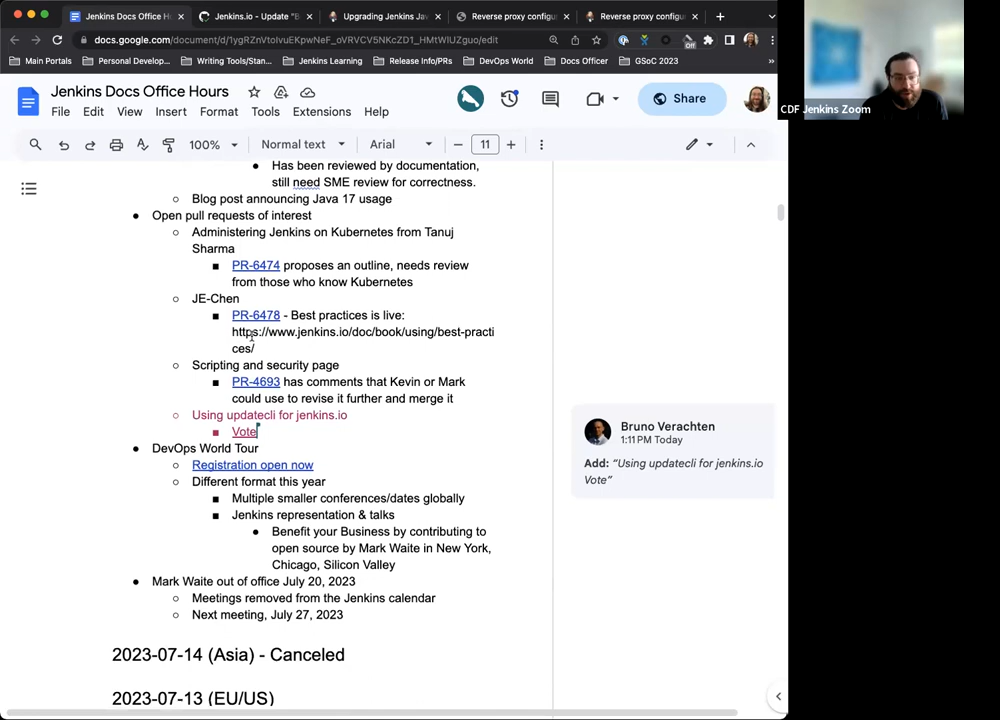 Jenkins Docs Office H
Jenkins.io - Update "B
Upgrading Jenkins Jav
Reverse proxy configu
Reverse proxy configu
docs.google.com/document/d/1ygRZnVtoIvuEKpwNeF_oVRVCV5NKcZD1_HMtWIUZguo/edit
Off
Main Portals
Personal Develop...
Writing Tools/Stan...
Jenkins Learning
Release Info/PRs
DevOps World
Docs Officer
GSoC 2023
»
CDF Jenkins Zoom
Jenkins Docs Office Hours
Share
File Edit View Insert Format Tools Extensions Help
100% Normal text Arial 11
Has been reviewed by documentation,
still need SME review for correctness.
Blog post announcing Java 17 usage
Open pull requests of interest
Administering Jenkins on Kubernetes from Tanuj
Sharma
PR-6474 proposes an outline, needs review
from those who know Kubernetes
JE-Chen
PR-6478 - Best practices is live:
https://www.jenkins.io/doc/book/using/best-practi
ces/
Scripting and security page
PR-4693 has comments that Kevin or Mark
could use to revise it further and merge it
Using updatecli for jenkins.io
Vote
Bruno Verachten
1:11 PM Today
Add: “Using updatecli for jenkins.io
Vote”
DevOps World Tour
Registration open now
Different format this year
Multiple smaller conferences/dates globally
Jenkins representation & talks
Benefit your Business by contributing to
open source by Mark Waite in New York,
Chicago, Silicon Valley
Mark Waite out of office July 20, 2023
Meetings removed from the Jenkins calendar
Next meeting, July 27, 2023
2023-07-14 (Asia) - Canceled
2023-07-13 (EU/US)